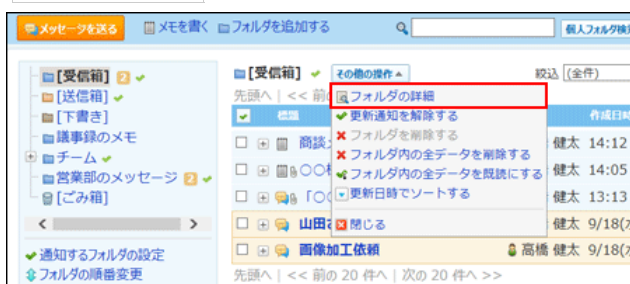 メッセージを送る メモを書く フォルダを追加する 個人フォルダ検
[受信箱] 2
[送信箱]
[下書き]
議事録のメモ
チーム
営業部のメッセージ 2
[ごみ箱]
通知するフォルダの設定
フォルダの順番変更
[受信箱] その他の操作 絞込 (全件)
先頭へ | << 前の
標題 作成日時
商談 健太 14:12
〇〇 健太 14:05
「〇 健太 13:13
山田 健太 9/18(
画像加工依頼 高橋 健太 9/18(
先頭へ | << 前の 20 件へ | 次の 20 件へ >>
フォルダの詳細
更新通知を解除する
フォルダを削除する
フォルダ内の全データを削除する
フォルダ内の全データを既読にする
更新日時でソートする
閉じる